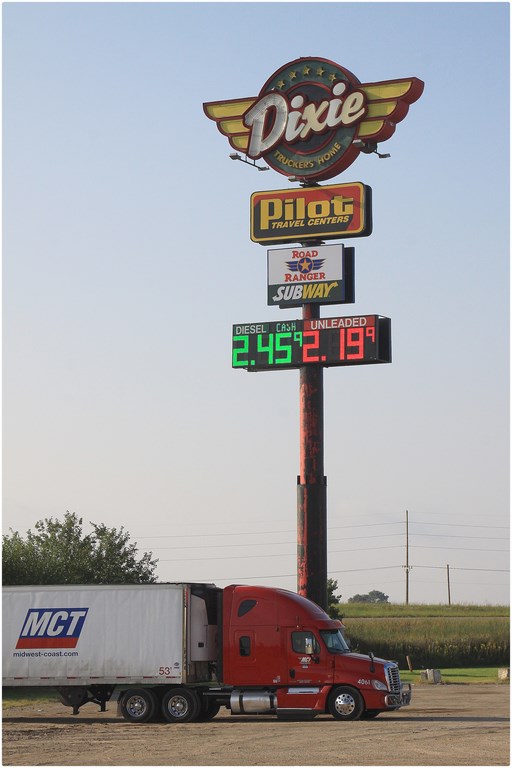 Dixie
TRUCKERS HOME
Pilot
TRAVEL CENTERS
ROAD
RANGER
SUBWAY
DIESEL CASH UNLEADED
2.45⁹ 2.19⁹
MCT
midwest-coast.com
53'
4061